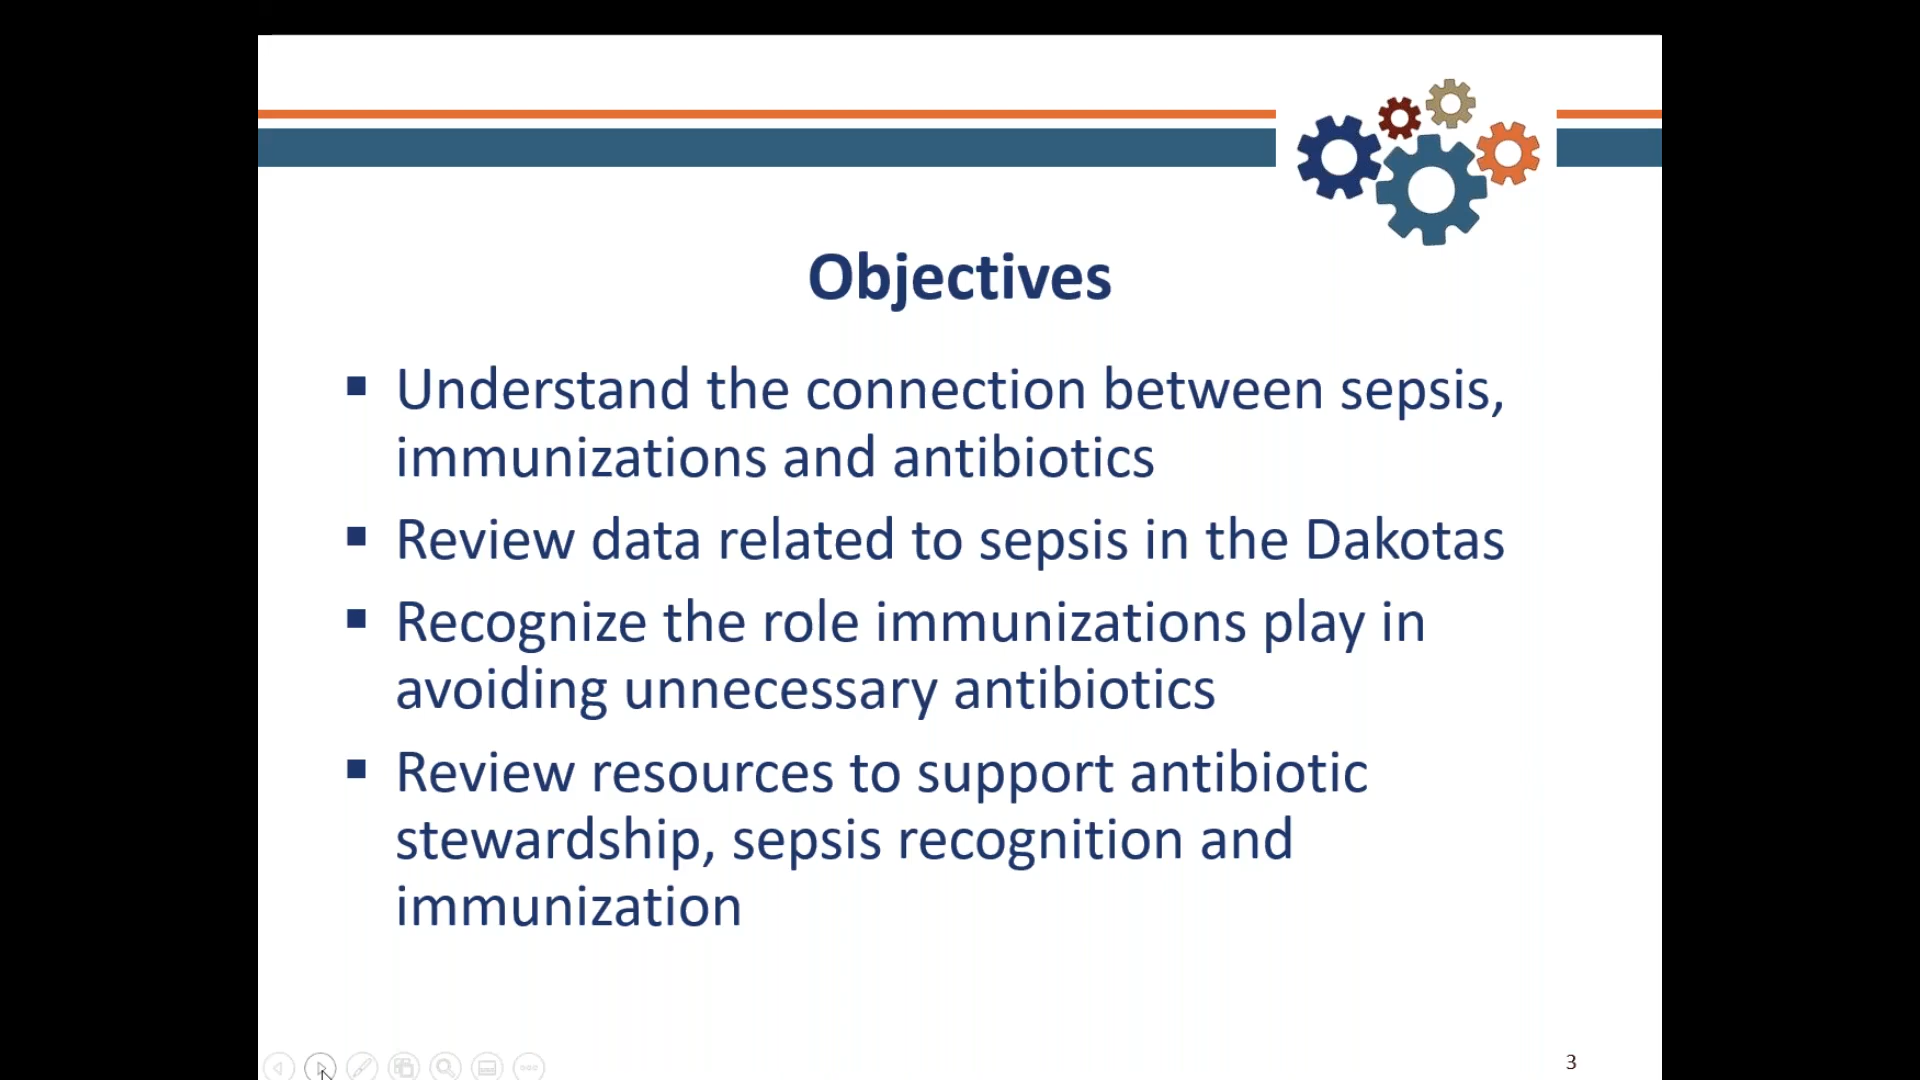 Objectives
▪ Understand the connection between sepsis,
immunizations and antibiotics
▪ Review data related to sepsis in the Dakotas
▪ Recognize the role immunizations play in
avoiding unnecessary antibiotics
▪ Review resources to support antibiotic
stewardship, sepsis recognition and
immunization
3